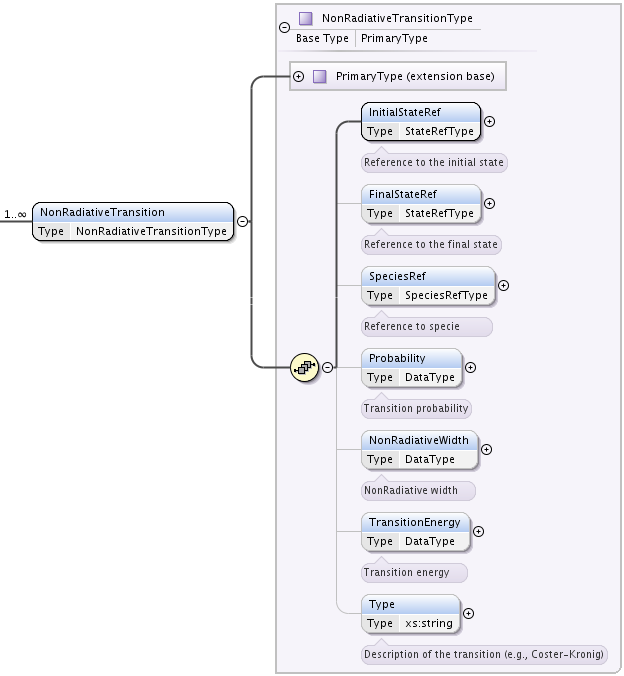 NonRadiativeTransitionType
Base Type PrimaryType
PrimaryType (extension base)
InitialStateRef
Type StateRefType
Reference to the initial state
FinalStateRef
Type StateRefType
Reference to the final state
1..∞
NonRadiativeTransition
Type NonRadiativeTransitionType
SpeciesRef
Type SpeciesRefType
Reference to specie
Probability
Type DataType
Transition probability
NonRadiativeWidth
Type DataType
NonRadiative width
TransitionEnergy
Type DataType
Transition energy
Type
Type xs:string
Description of the transition (e.g., Coster-Kronig)